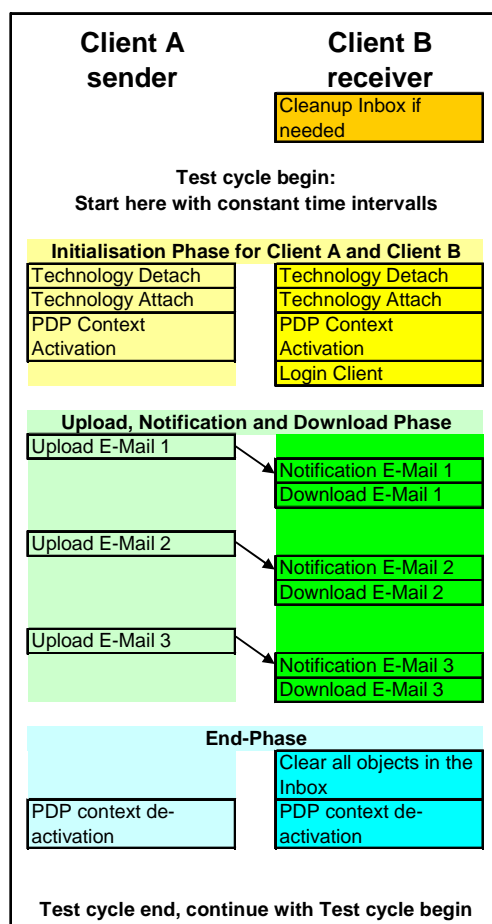 Client A
sender
Client B
receiver
Cleanup Inbox if
needed
Test cycle begin:
Start here with constant time intervalls
Initialisation Phase for Client A and Client B
Technology Detach
Technology Attach
PDP Context
Activation
Technology Detach
Technology Attach
PDP Context
Activation
Login Client
Upload, Notification and Download Phase
Upload E-Mail 1
Notification E-Mail 1
Download E-Mail 1
Upload E-Mail 2
Notification E-Mail 2
Download E-Mail 2
Upload E-Mail 3
Notification E-Mail 3
Download E-Mail 3
End-Phase
Clear all objects in the
Inbox
PDP context de-
activation
PDP context de-
activation
Test cycle end, continue with Test cycle begin